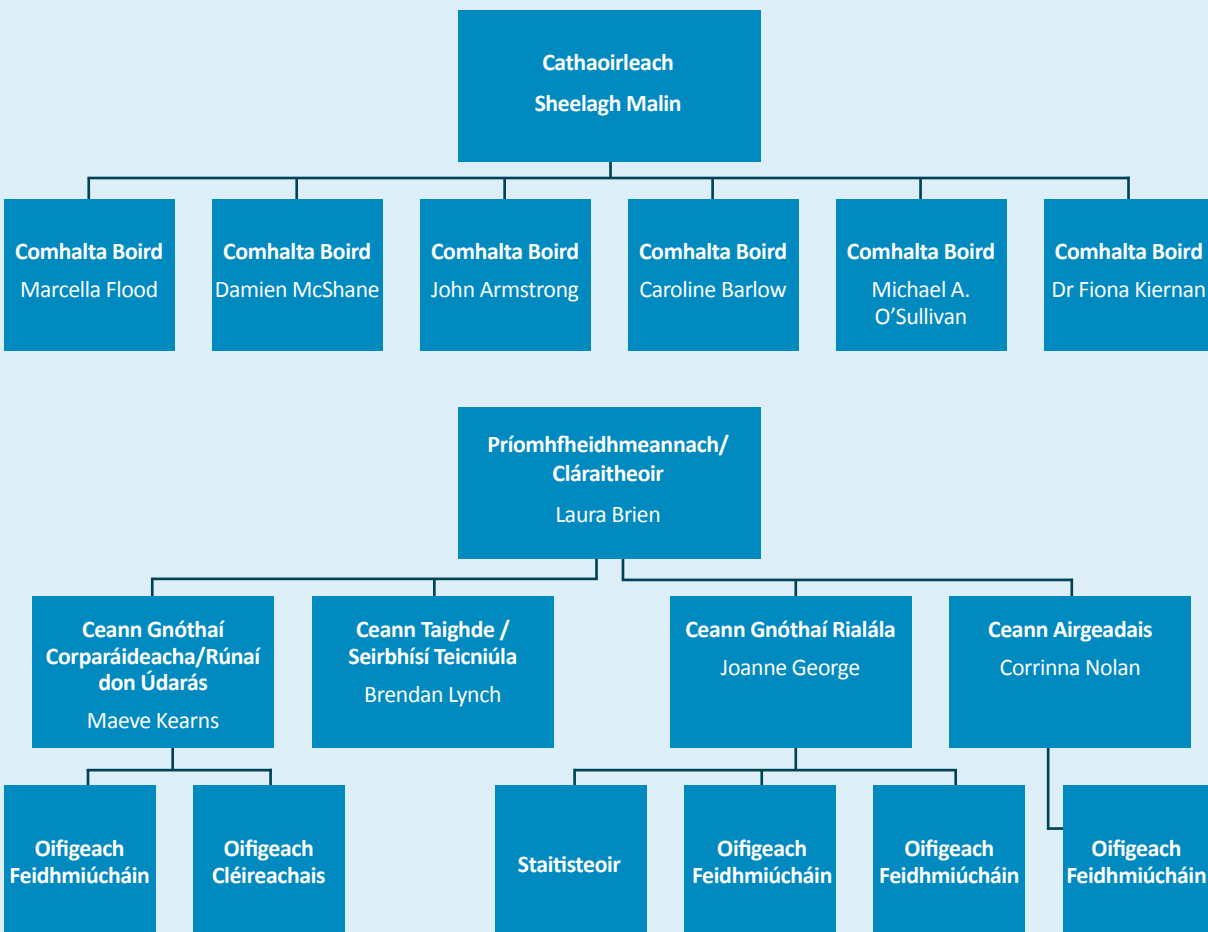 Cathaoirleach
Sheelagh Malin
Comhalta Boird
Marcella Flood
Comhalta Boird
Damien McShane
Comhalta Boird
John Armstrong
Comhalta Boird
Caroline Barlow
Comhalta Boird
Michael A.
O’Sullivan
Comhalta Boird
Dr Fiona Kiernan
Príomhfheidhmeannach/
Cláraitheoir
Laura Brien
Ceann Gnóthaí
Corparáideacha/Rúnaí
don Údarás
Maeve Kearns
Ceann Taighde /
Seirbhísí Teicniúla
Brendan Lynch
Ceann Gnóthaí Rialála
Joanne George
Ceann Airgeadais
Corrinna Nolan
Oifigeach
Feidhmiúcháin
Oifigeach
Cléireachais
Staitisteoir
Oifigeach
Feidhmiúcháin
Oifigeach
Feidhmiúcháin
Oifigeach
Feidhmiúcháin